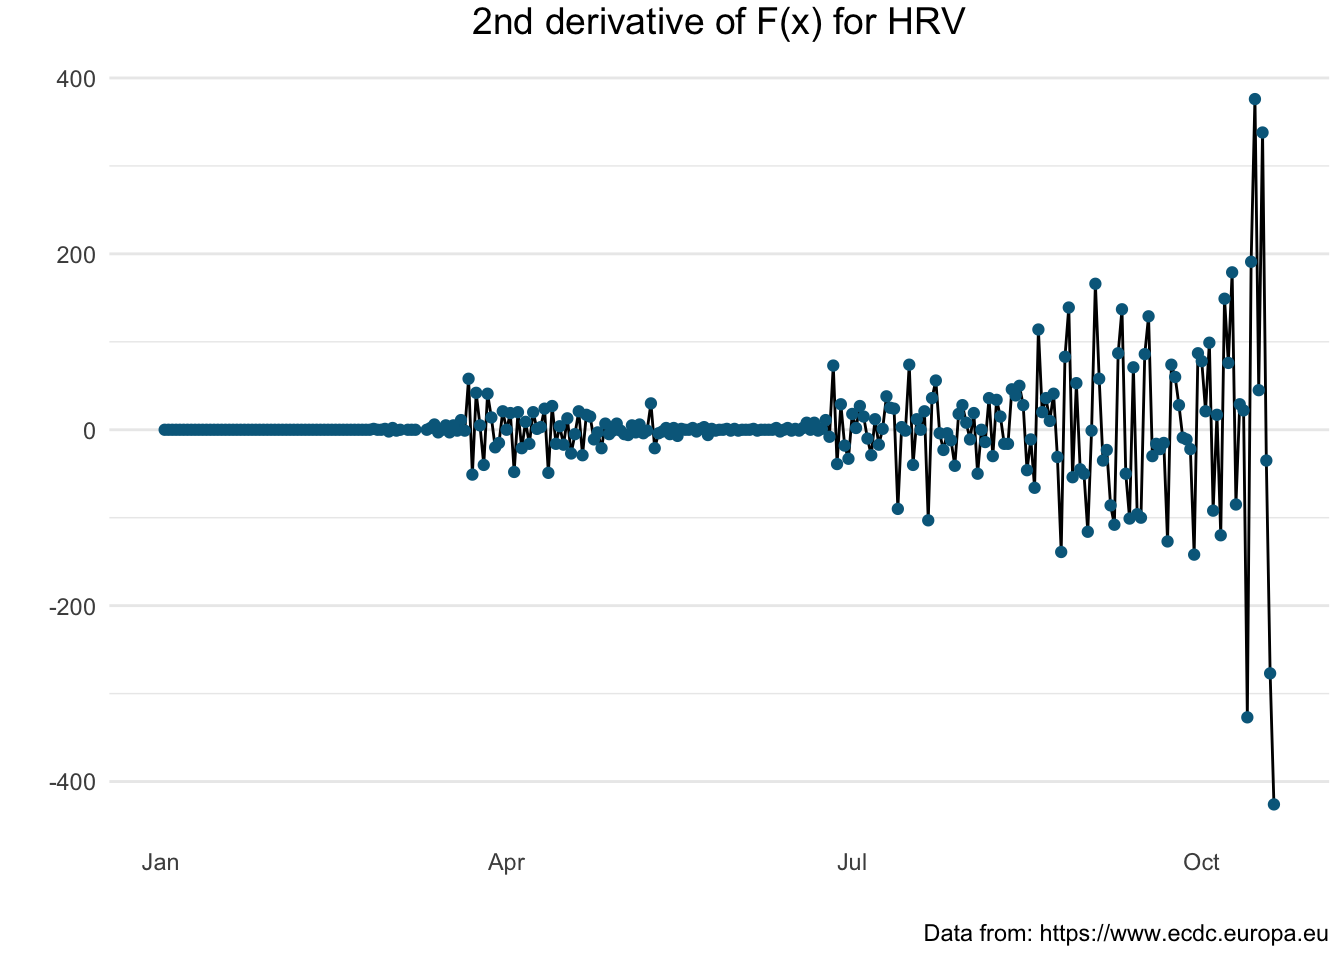 2nd derivative of F(x) for HRV
400
200
0
-200
-400
Jan Apr Jul Oct
Data from: https://www.ecdc.europa.eu